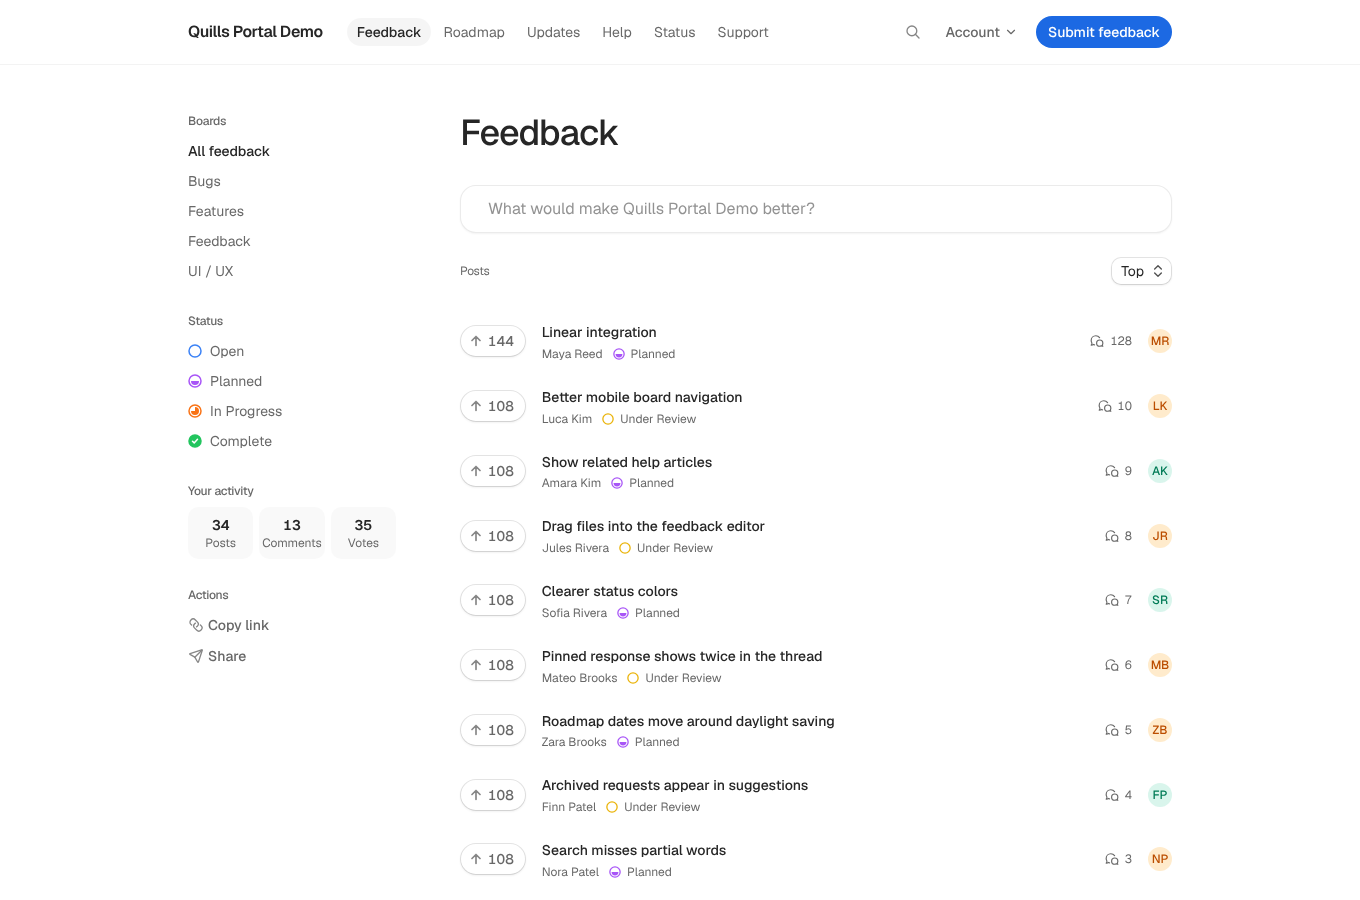 Quills Portal Demo Feedback Roadmap Updates Help Status Support Account Submit feedback
Boards
All feedback
Bugs
Features
Feedback
UI / UX
Status
Open
Planned
In Progress
Complete
Your activity
34 13 35
Posts Comments Votes
Actions
Copy link
Share
Feedback
What would make Quills Portal Demo better?
Posts Top
144 Linear integration 128 MR
Maya Reed Planned
108 Better mobile board navigation 10 LK
Luca Kim Under Review
108 Show related help articles 9 AK
Amara Kim Planned
108 Drag files into the feedback editor 8 JR
Jules Rivera Under Review
108 Clearer status colors 7 SR
Sofia Rivera Planned
108 Pinned response shows twice in the thread 6 MB
Mateo Brooks Under Review
108 Roadmap dates move around daylight saving 5 ZB
Zara Brooks Planned
108 Archived requests appear in suggestions 4 FP
Finn Patel Under Review
108 Search misses partial words 3 NP
Nora Patel Planned